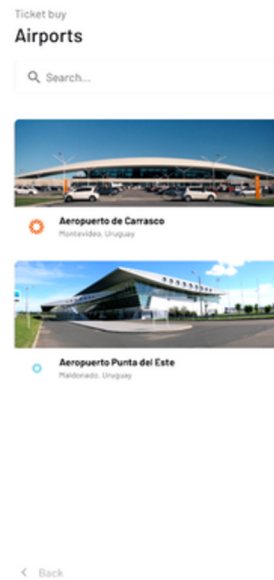 Ticket buy
Airports
Search...
Aeropuerto de Carrasco
Montevideo, Uruguay
Aeropuerto Punta del Este
Maldonado, Uruguay
Back